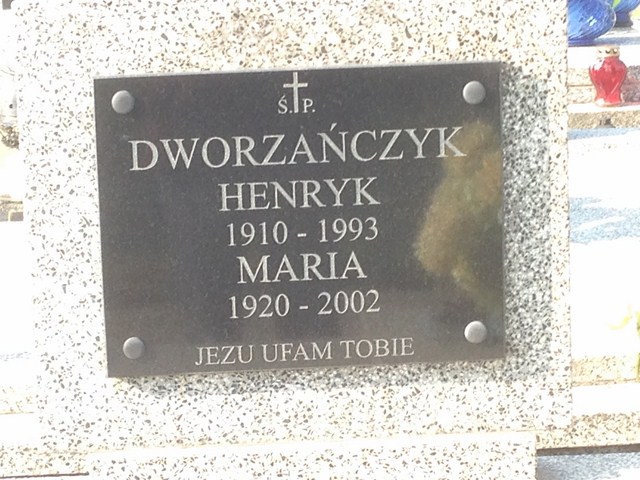 Ś.P.
DWORZAŃCZYK
HENRYK
1910 - 1993
MARIA
1920 - 2002
JEZU UFAM TOBIE